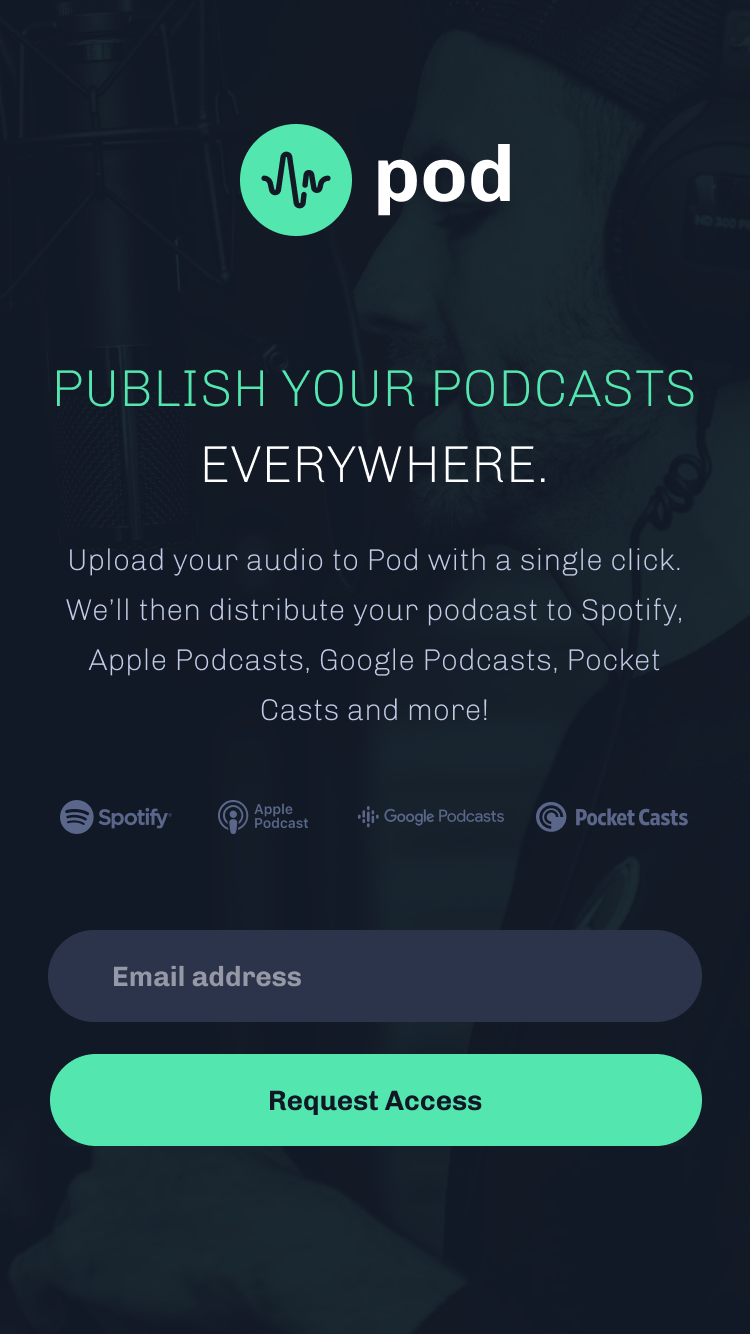 pod
PUBLISH YOUR PODCASTS
EVERYWHERE.
Upload your audio to Pod with a single click.
We’ll then distribute your podcast to Spotify,
Apple Podcasts, Google Podcasts, Pocket
Casts and more!
Spotify
Apple
Podcast
Google Podcasts
Pocket Casts
Email address
Request Access